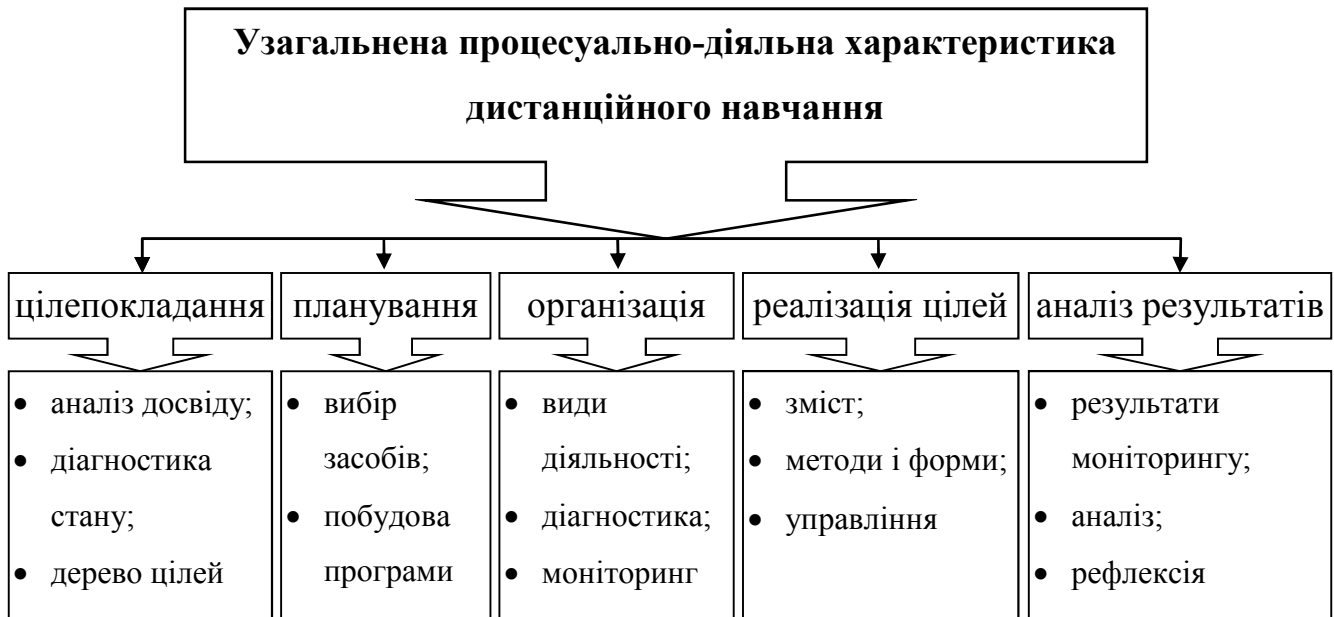 Узагальнена процесуально-діяльна характеристика
дистанційного навчання
цілепокладання
планування
організація
реалізація цілей
аналіз результатів
• аналіз досвіду;
• діагностика
стану;
• дерево цілей
• вибір
засобів;
• побудова
програми
• види
діяльності;
• діагностика;
• моніторинг
• зміст;
• методи і форми;
• управління
• результати
моніторингу;
• аналіз;
• рефлексія